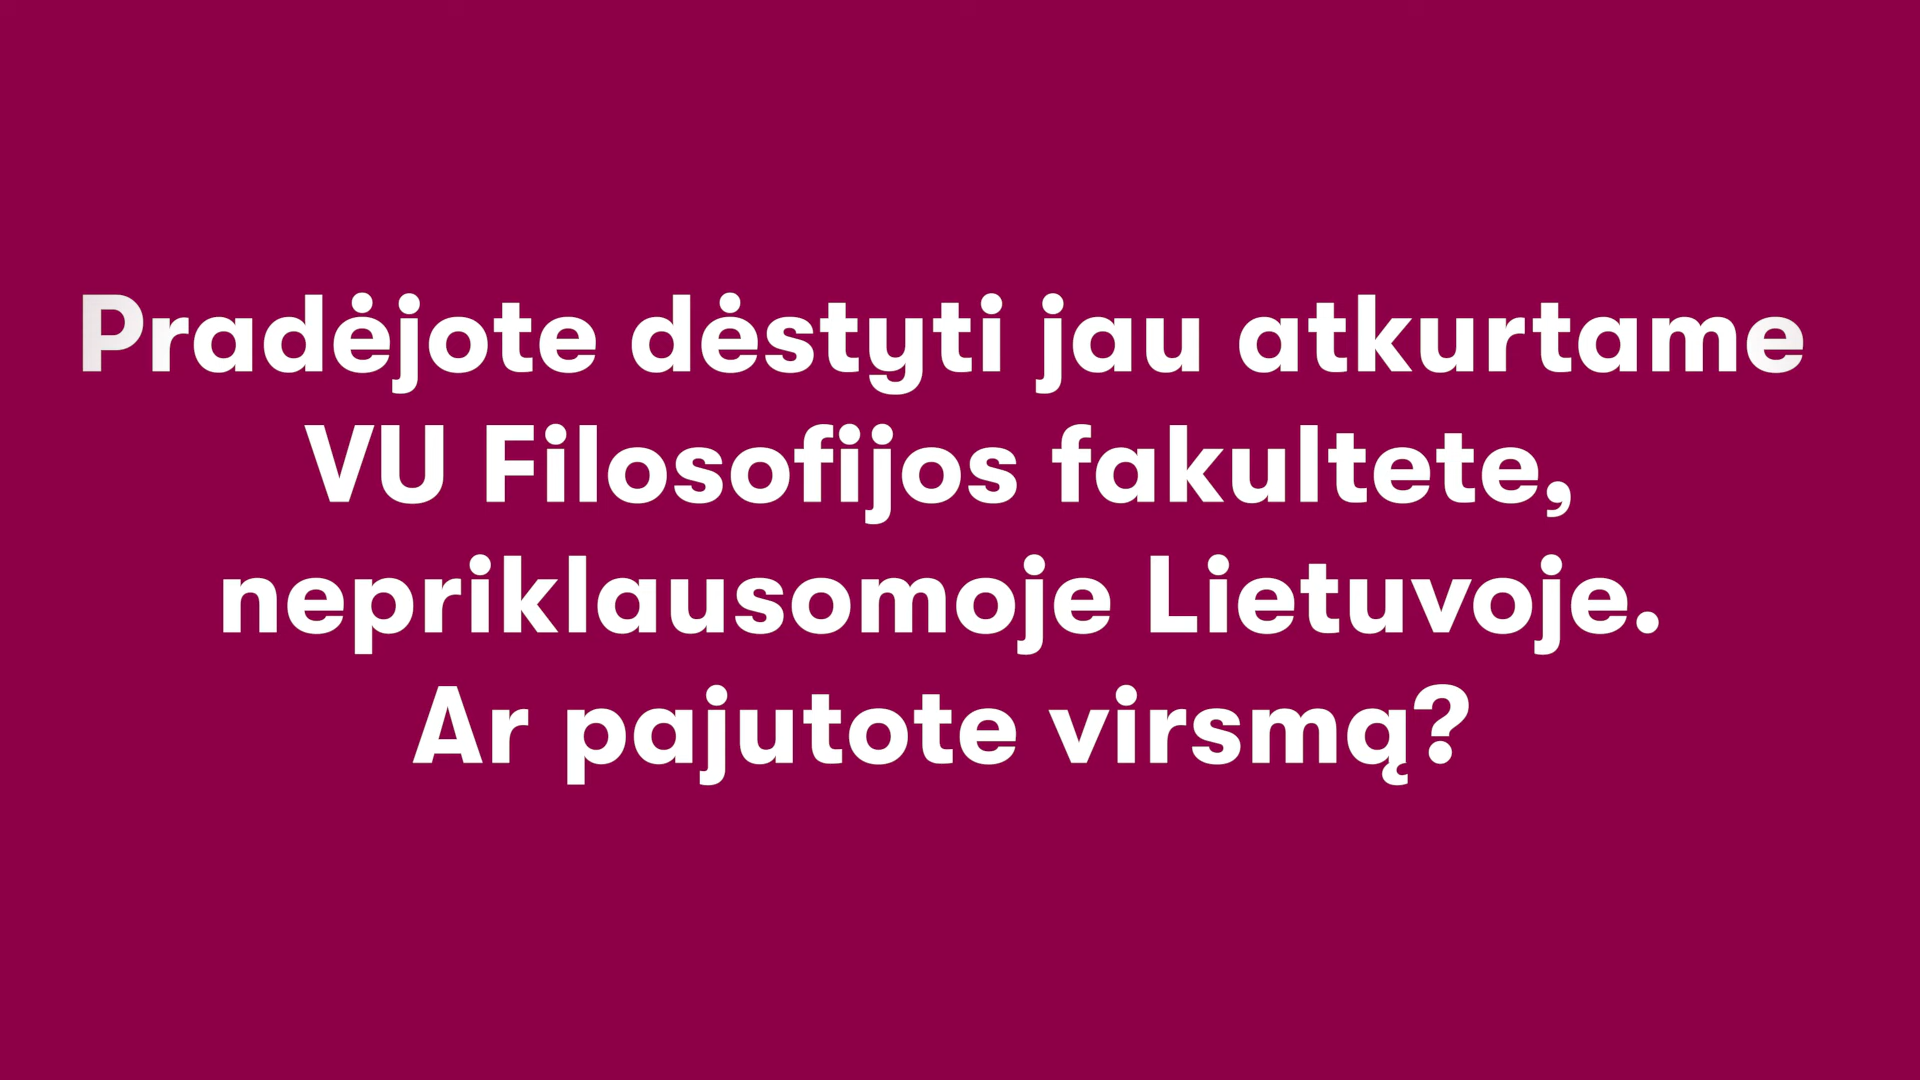 Pradėjote dėstyti jau atkurtame
VU Filosofijos fakultete,
nepriklausomoje Lietuvoje.
Ar pajutote virsmą?